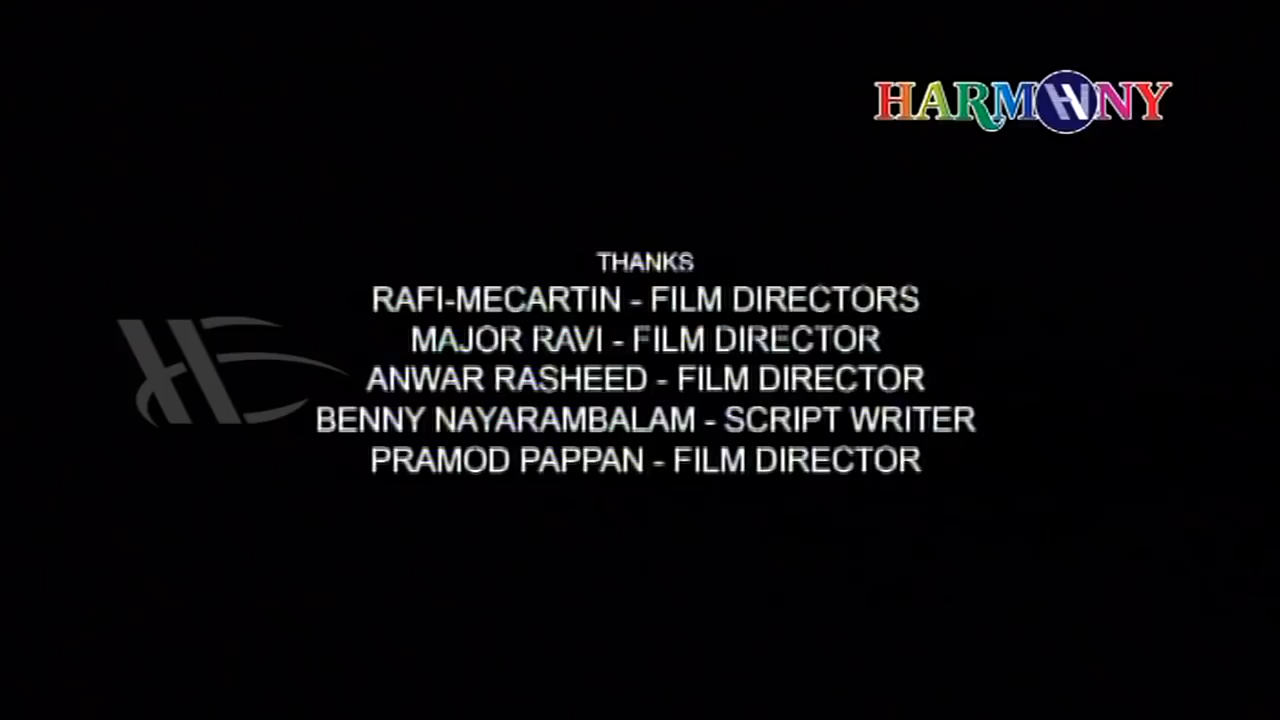 HARMONY
THANKS
RAFI-MECARTIN - FILM DIRECTORS
MAJOR RAVI - FILM DIRECTOR
ANWAR RASHEED - FILM DIRECTOR
BENNY NAYARAMBALAM - SCRIPT WRITER
PRAMOD PAPPAN - FILM DIRECTOR